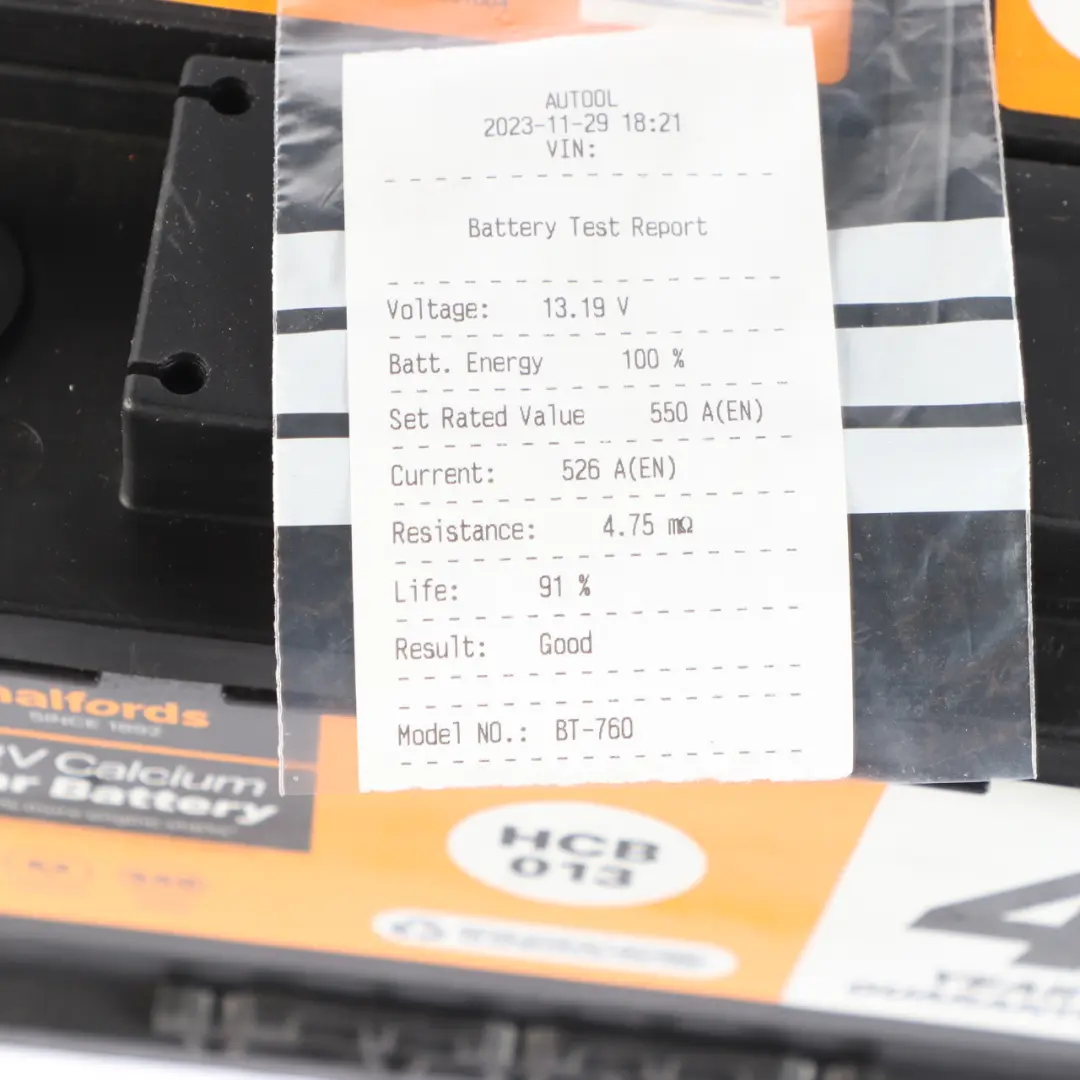 AUTOOL
2023-11-29 18:21
VIN:
Battery Test Report
Voltage: 13.19 V
Batt. Energy 100 %
Set Rated Value 550 A(EN)
Current: 526 A(EN)
Resistance: 4.75 mΩ
Life: 91 %
Result: Good
Model NO.: BT-760
halfords
SINCE 1892
V Calcium
ar Battery
HCB
013
4
YEAR